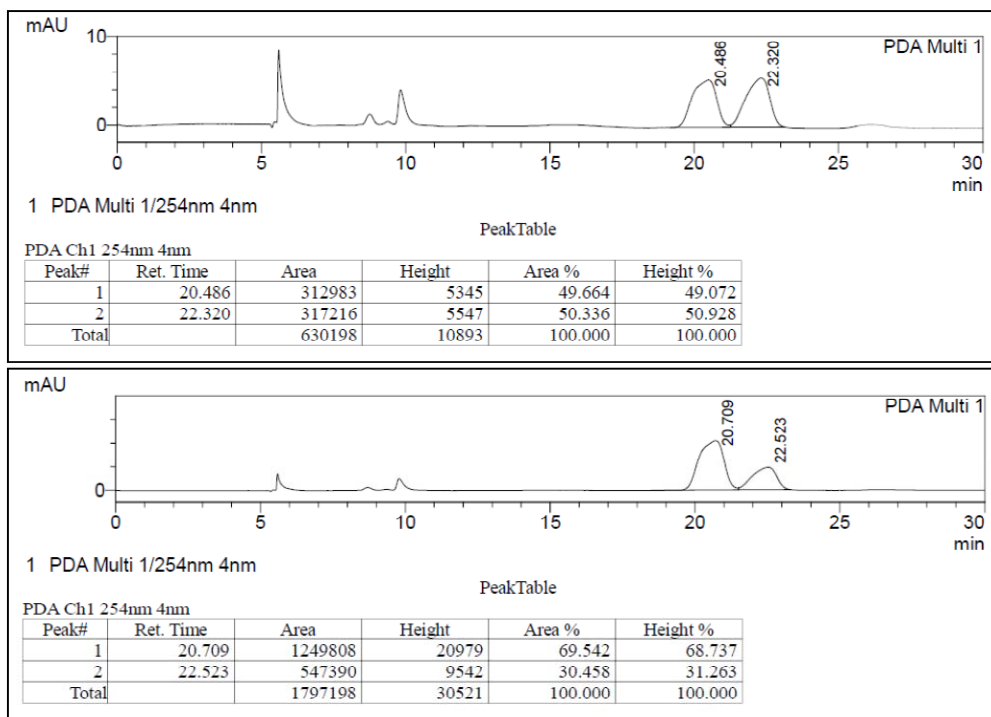 mAU
10
PDA Multi 1
20.486
22.320
0
0 5 10 15 20 25 30
min
1 PDA Multi 1/254nm 4nm
PeakTable
PDA Ch1 254nm 4nm
Peak# Ret. Time Area Height Area % Height %
1 20.486 312983 5345 49.664 49.072
2 22.320 317216 5547 50.336 50.928
Total 630198 10893 100.000 100.000
mAU
PDA Multi 1
20.709
22.523
0
0 5 10 15 20 25 30
min
1 PDA Multi 1/254nm 4nm
PeakTable
PDA Ch1 254nm 4nm
Peak# Ret. Time Area Height Area % Height %
1 20.709 1249808 20979 69.542 68.737
2 22.523 547390 9542 30.458 31.263
Total 1797198 30521 100.000 100.000